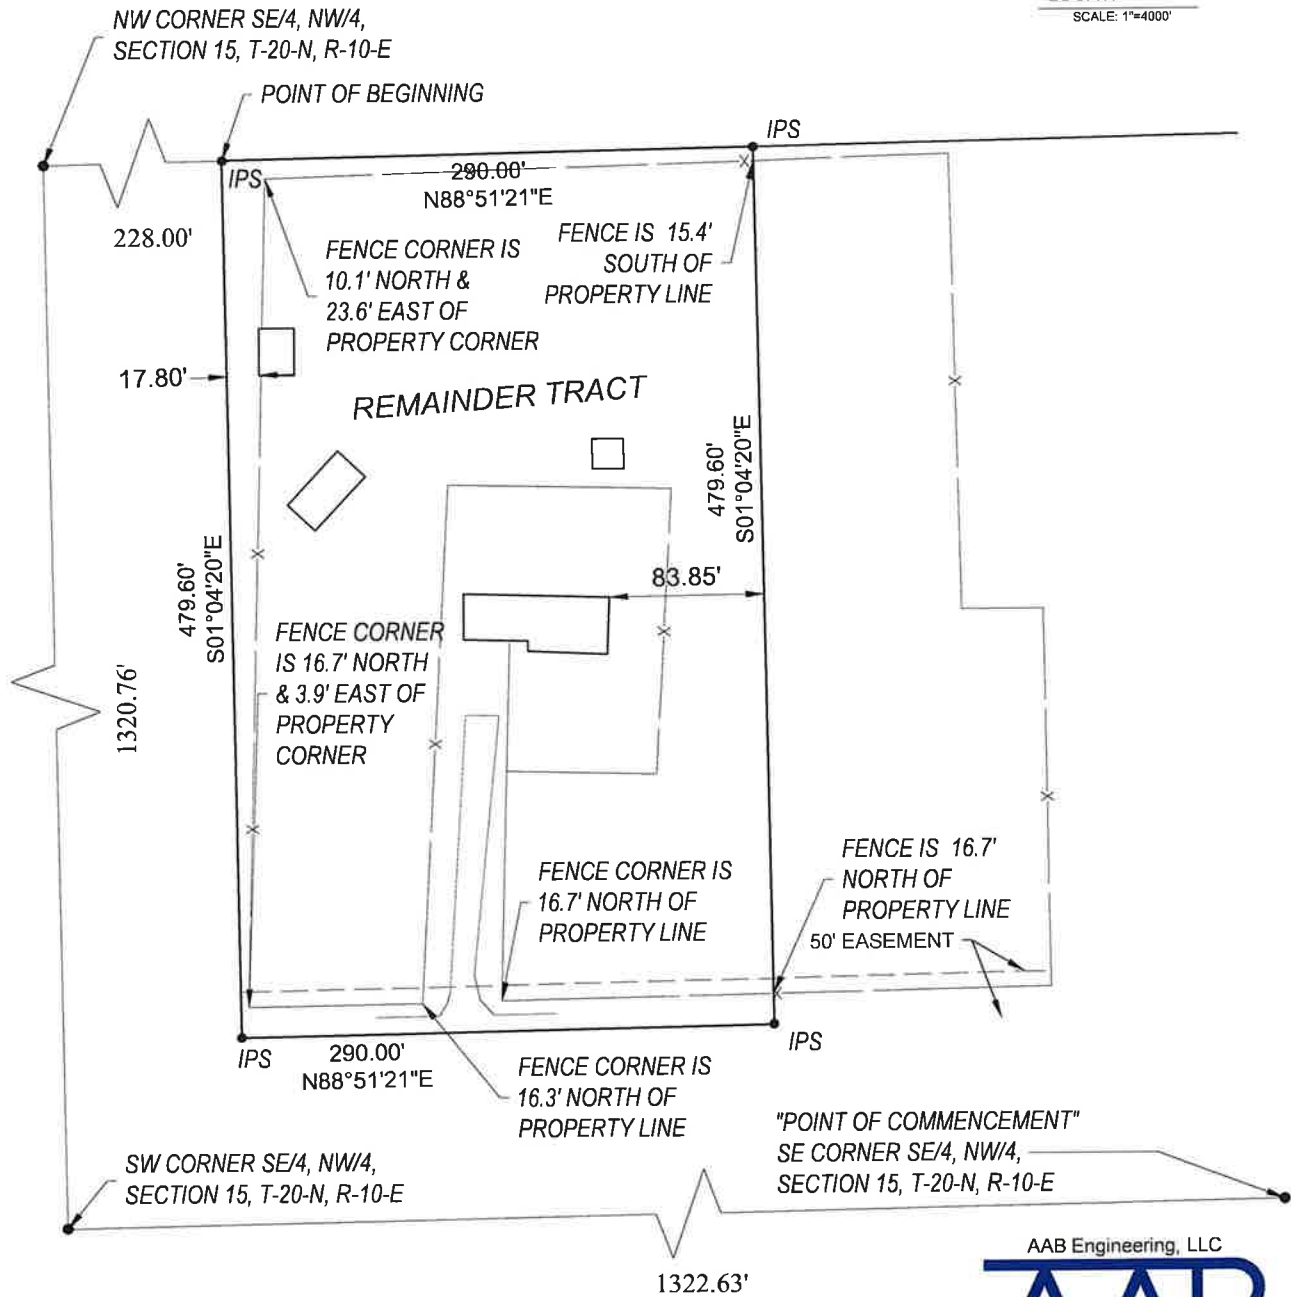 NW CORNER SE/4, NW/4,
SECTION 15, T-20-N, R-10-E
SCALE: 1"=4000'
POINT OF BEGINNING
IPS
IPS
290.00'
N88°51'21"E
228.00'
FENCE CORNER IS
10.1' NORTH &
23.6' EAST OF
PROPERTY CORNER
FENCE IS 15.4'
SOUTH OF
PROPERTY LINE
17.80'
REMAINDER TRACT
479.60'
S01°04'20"E
479.60'
S01°04'20"E
83.85'
FENCE CORNER
IS 16.7' NORTH
& 3.9' EAST OF
PROPERTY
CORNER
1320.76'
FENCE CORNER IS
16.7' NORTH OF
PROPERTY LINE
FENCE IS 16.7'
NORTH OF
PROPERTY LINE
50' EASEMENT
IPS
290.00'
N88°51'21"E
IPS
FENCE CORNER IS
16.3' NORTH OF
PROPERTY LINE
"POINT OF COMMENCEMENT"
SE CORNER SE/4, NW/4,
SECTION 15, T-20-N, R-10-E
SW CORNER SE/4, NW/4,
SECTION 15, T-20-N, R-10-E
1322.63'
AAB Engineering, LLC
AAB